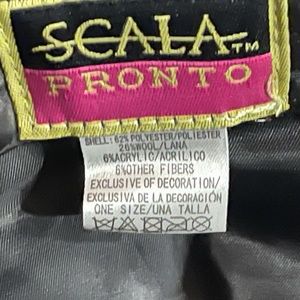 SCALA™
PRONTO
SHELL: 62% POLYESTER/POLIESTER
26%WOOL/LANA
6%ACRYLIC/ACRILICO
6%OTHER FIBERS
EXCLUSIVE OF DECORATION/
EXCLUSIVA DE LA DECORACIÓN
ONE SIZE/UNA TALLA